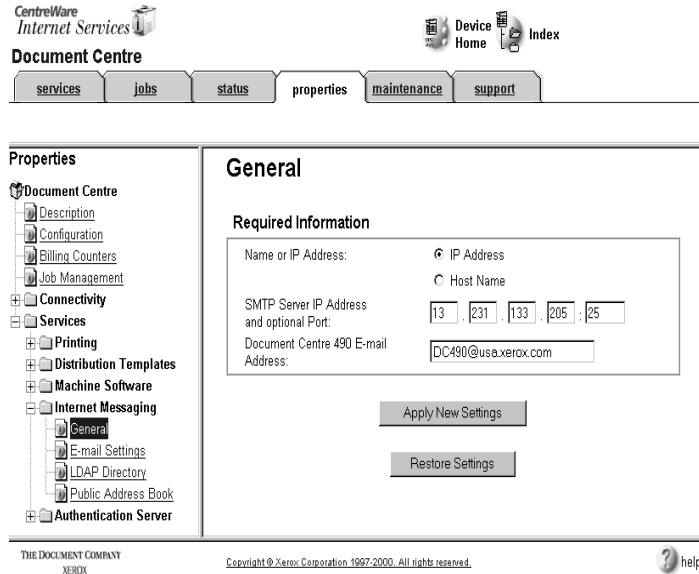 CentreWare
Internet Services
Device
Home
Index
Document Centre
services
jobs
status
properties
maintenance
support
Properties
Document Centre
Description
Configuration
Billing Counters
Job Management
Connectivity
Services
Printing
Distribution Templates
Machine Software
Internet Messaging
General
E-mail Settings
LDAP Directory
Public Address Book
Authentication Server
General
Required Information
Name or IP Address:
IP Address
Host Name
SMTP Server IP Address
and optional Port:
13 . 231 . 133 . 205 : 25
Document Centre 490 E-mail
Address:
DC490@usa.xerox.com
Apply New Settings
Restore Settings
THE DOCUMENT COMPANY
XEROX
Copyright © Xerox Corporation 1997-2000. All rights reserved.
? help